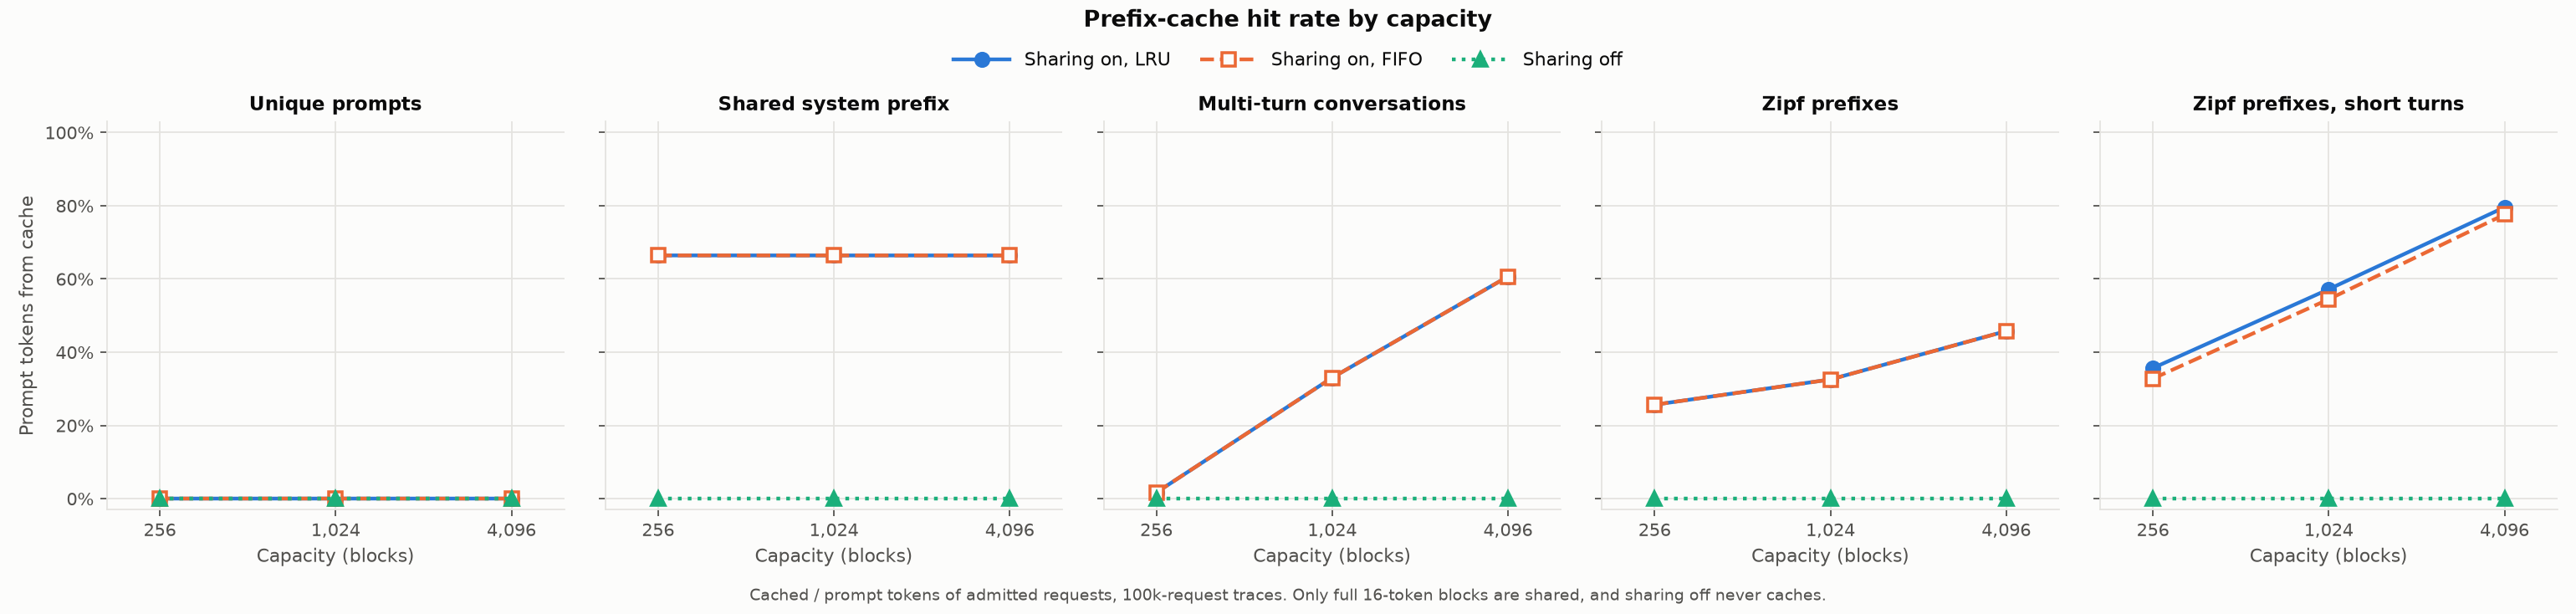 Prefix-cache hit rate by capacity
Sharing on, LRU
Sharing on, FIFO
Sharing off
Unique prompts
Shared system prefix
Multi-turn conversations
Zipf prefixes
Zipf prefixes, short turns
Prompt tokens from cache
100%
80%
60%
40%
20%
0%
256 1,024 4,096
256 1,024 4,096
256 1,024 4,096
256 1,024 4,096
256 1,024 4,096
Capacity (blocks)
Capacity (blocks)
Capacity (blocks)
Capacity (blocks)
Capacity (blocks)
Cached / prompt tokens of admitted requests, 100k-request traces. Only full 16-token blocks are shared, and sharing off never caches.